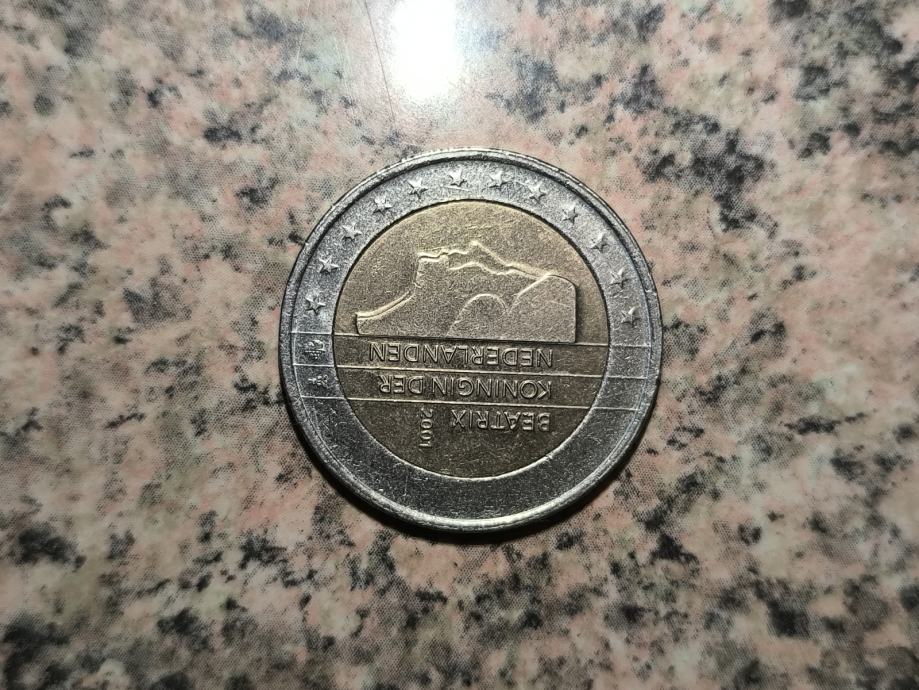 BEATRIX
2001
KONINGIN DER
NEDERLANDEN